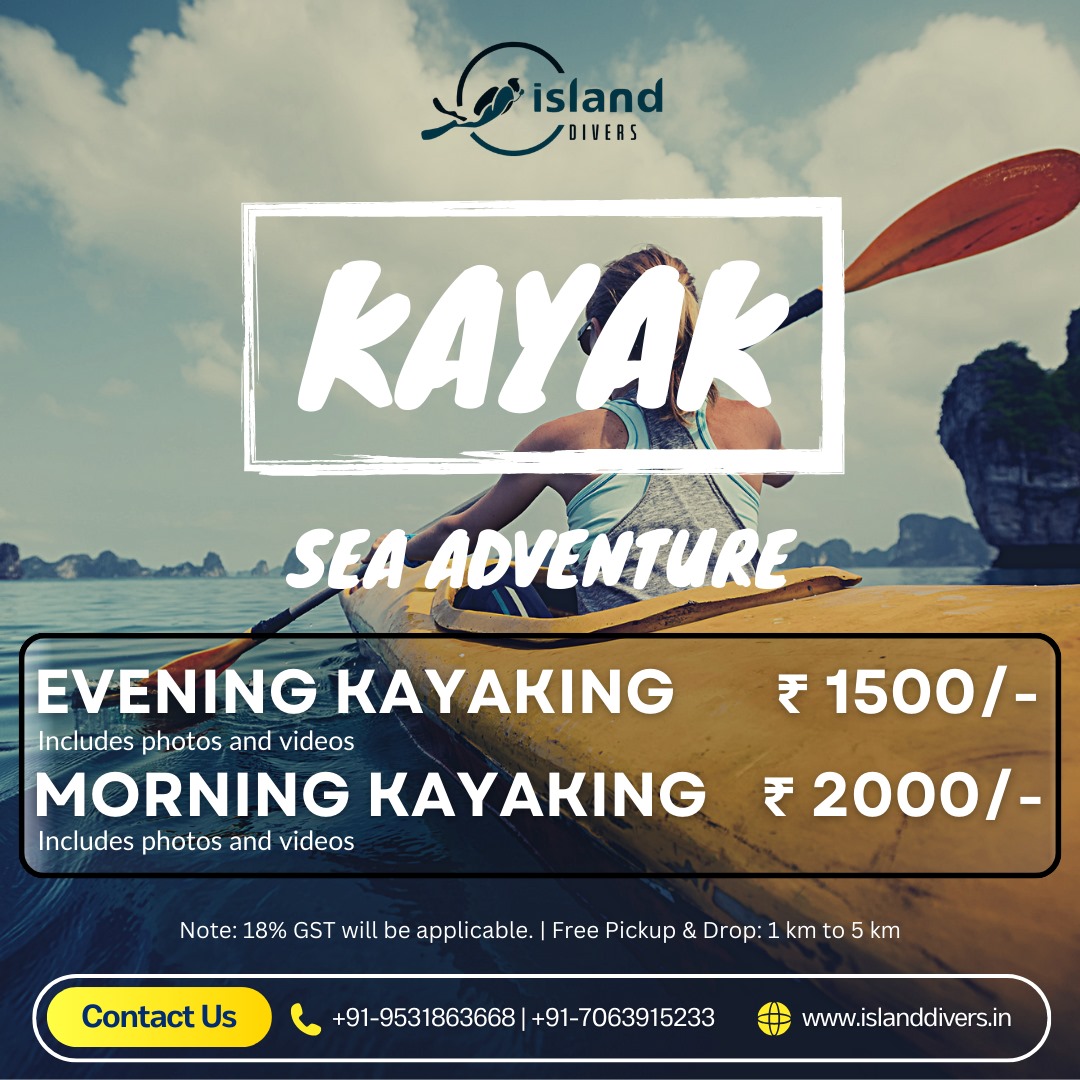 island
DIVERS
KAYAK
SEA ADVENTURE
EVENING KAYAKING ₹ 1500/-
Includes photos and videos
MORNING KAYAKING ₹ 2000/-
Includes photos and videos
Note: 18% GST will be applicable. | Free Pickup & Drop: 1 km to 5 km
Contact Us +91-9531863668 | +91-7063915233 www.islanddivers.in